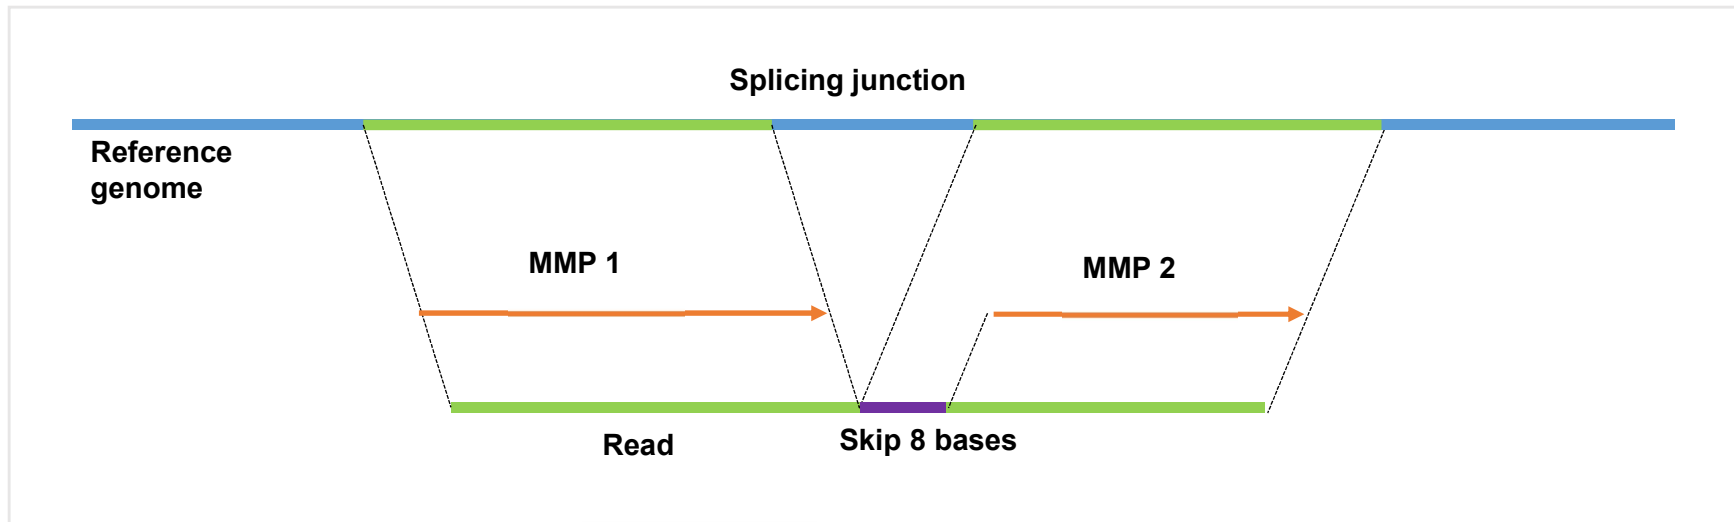 Splicing junction
Reference
genome
MMP 1
MMP 2
Read
Skip 8 bases